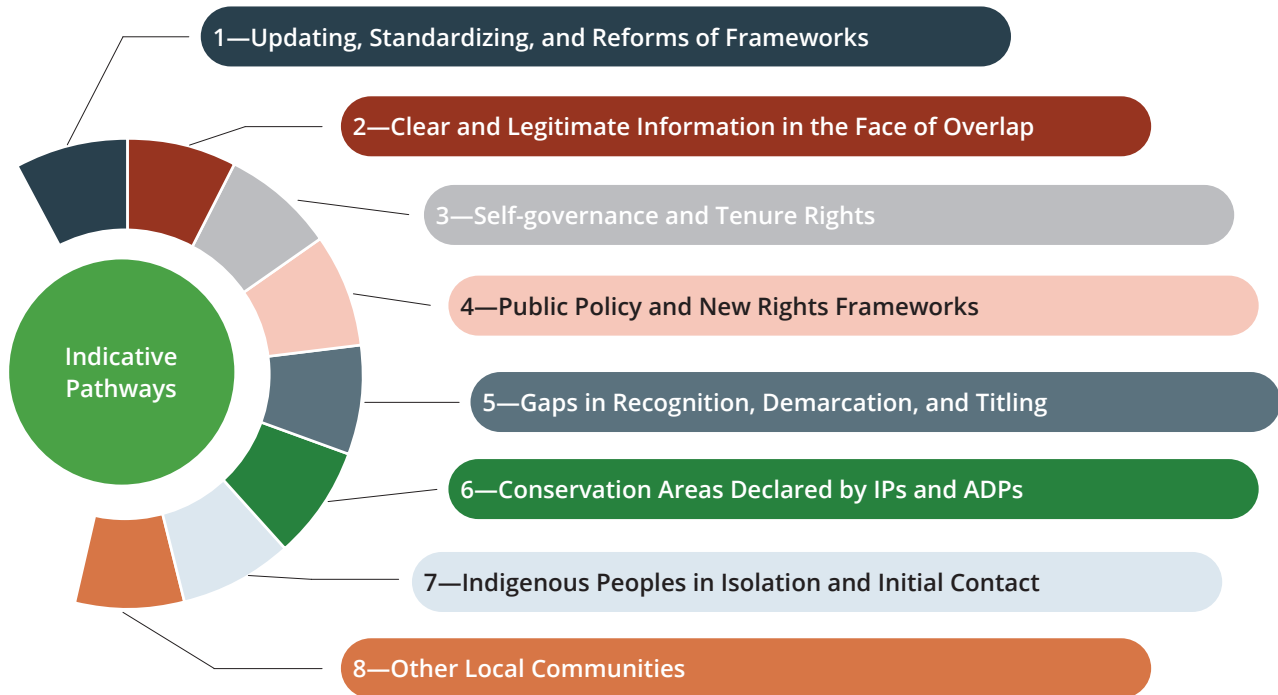 1—Updating, Standardizing, and Reforms of Frameworks
2—Clear and Legitimate Information in the Face of Overlap
3—Self-governance and Tenure Rights
4—Public Policy and New Rights Frameworks
Indicative
Pathways
5—Gaps in Recognition, Demarcation, and Titling
6—Conservation Areas Declared by IPs and ADPs
7—Indigenous Peoples in Isolation and Initial Contact
8—Other Local Communities